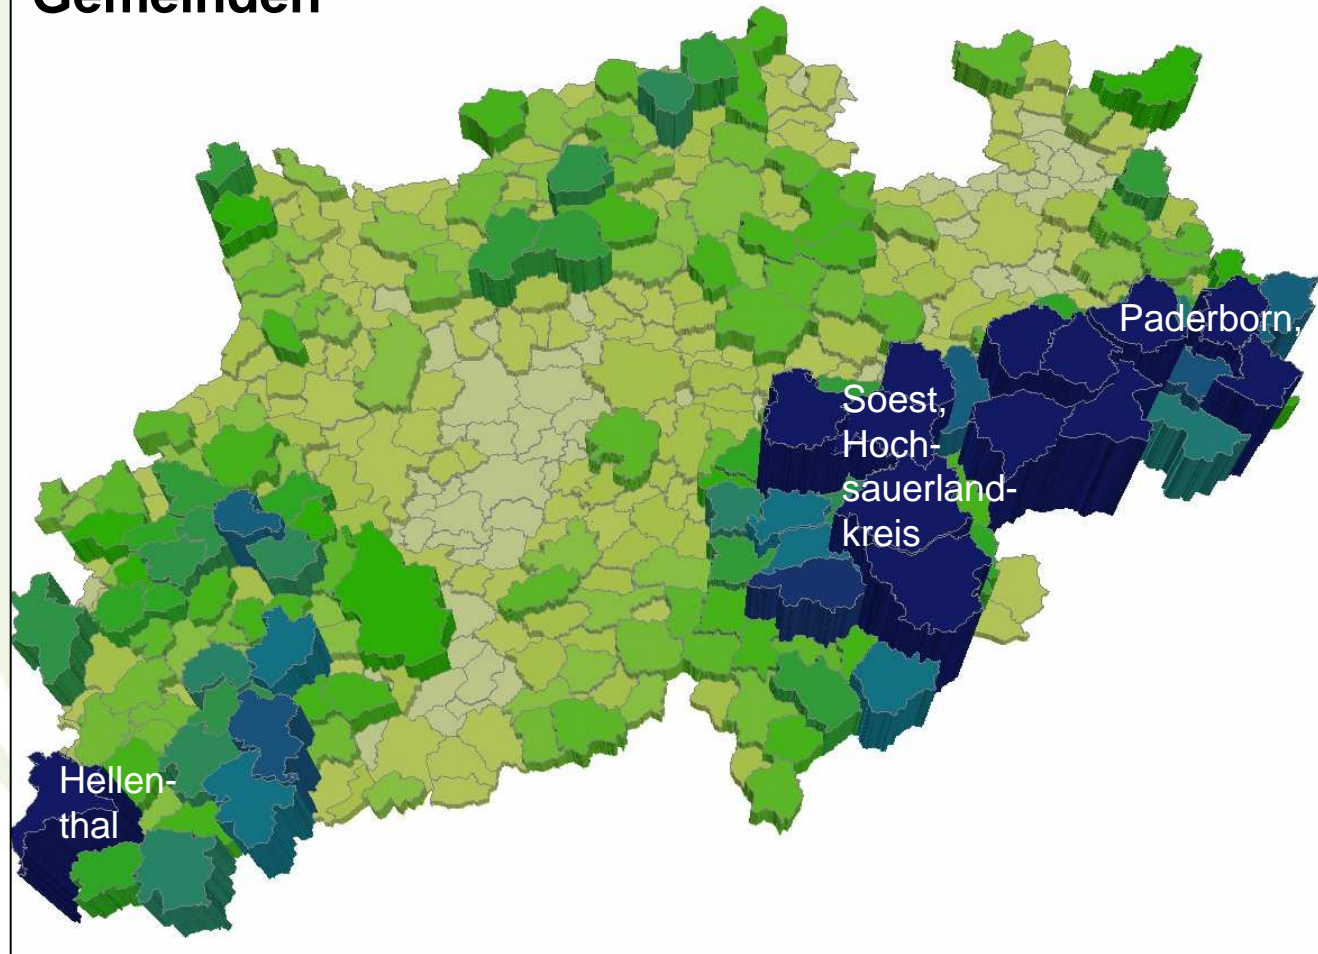 Gemeinden
Paderborn,
Soest,
Hoch-
sauerland-
kreis
Hellen-
thal